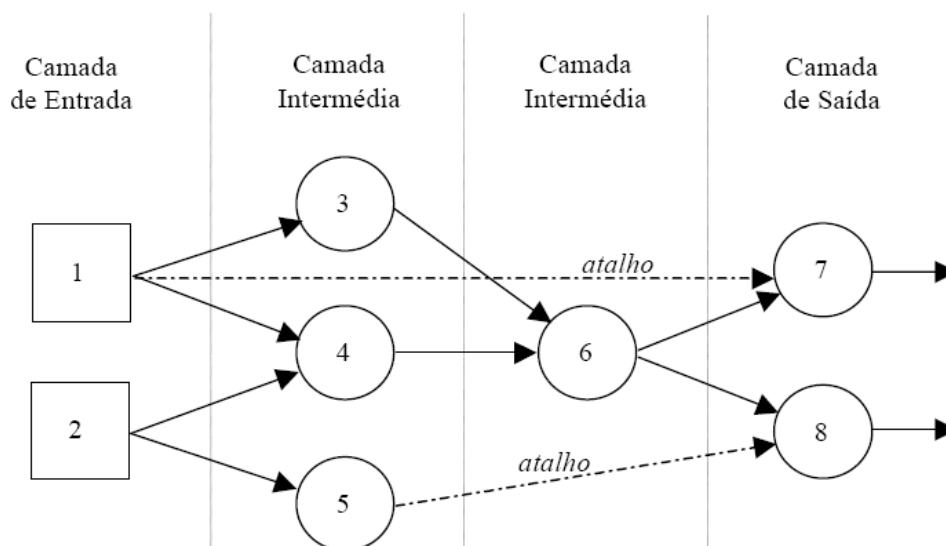 Camada
de Entrada
Camada
Intermédia
Camada
Intermédia
Camada
de Saída
3
1
atalho
7
4
6
2
8
atalho
5